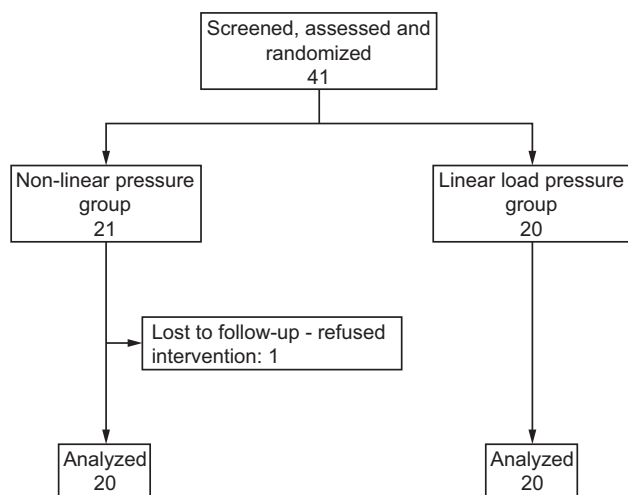 Screened, assessed and
randomized
41
Non-linear pressure
group
21
Linear load pressure
group
20
Lost to follow-up - refused
intervention: 1
Analyzed
20
Analyzed
20